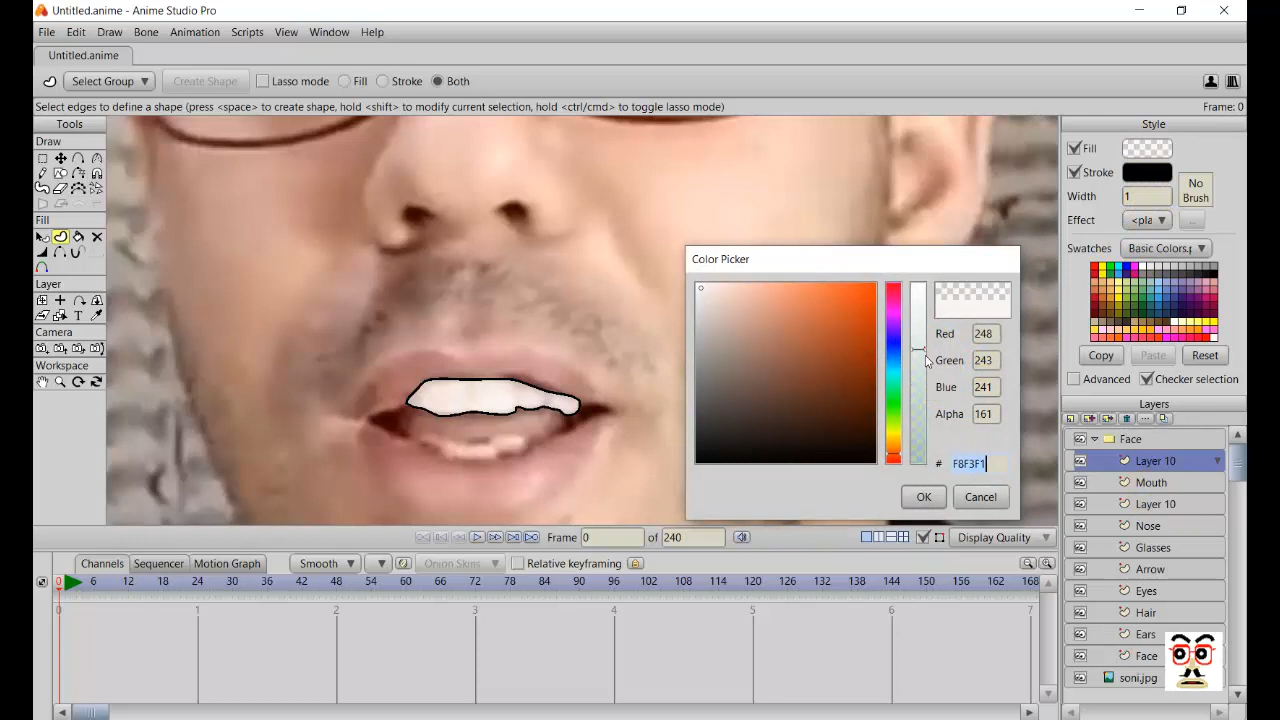 Untitled.anime - Anime Studio Pro
File Edit Draw Bone Animation Scripts View Window Help
Untitled.anime
Select Group Create Shape Lasso mode Fill Stroke Both
Select edges to define a shape (press <space> to create shape, hold <shift> to modify current selection, hold <ctrl/cmd> to toggle lasso mode) Frame: 0
Tools
Draw
Fill
Layer
Camera
Workspace
Style
Fill
Stroke
Width 1
No Brush
Effect <pla ...
Swatches Basic Colors.p
Copy Paste Reset
Advanced Checker selection
Color Picker
Red 248
Green 243
Blue 241
Alpha 161
# F8F3F1
OK Cancel
Layers
Face
Layer 10
Mouth
Layer 10
Nose
Glasses
Arrow
Eyes
Hair
Ears
Face
soni.jpg
Frame 0 of 240 Display Quality
Channels Sequencer Motion Graph Smooth Onion Skins Relative keyframing
0 6 12 18 24 30 36 42 48 54 60 66 72 78 84 90 96 102 108 114 120 126 132 138 144 150 156 162 168
0 1 2 3 4 5 6 7